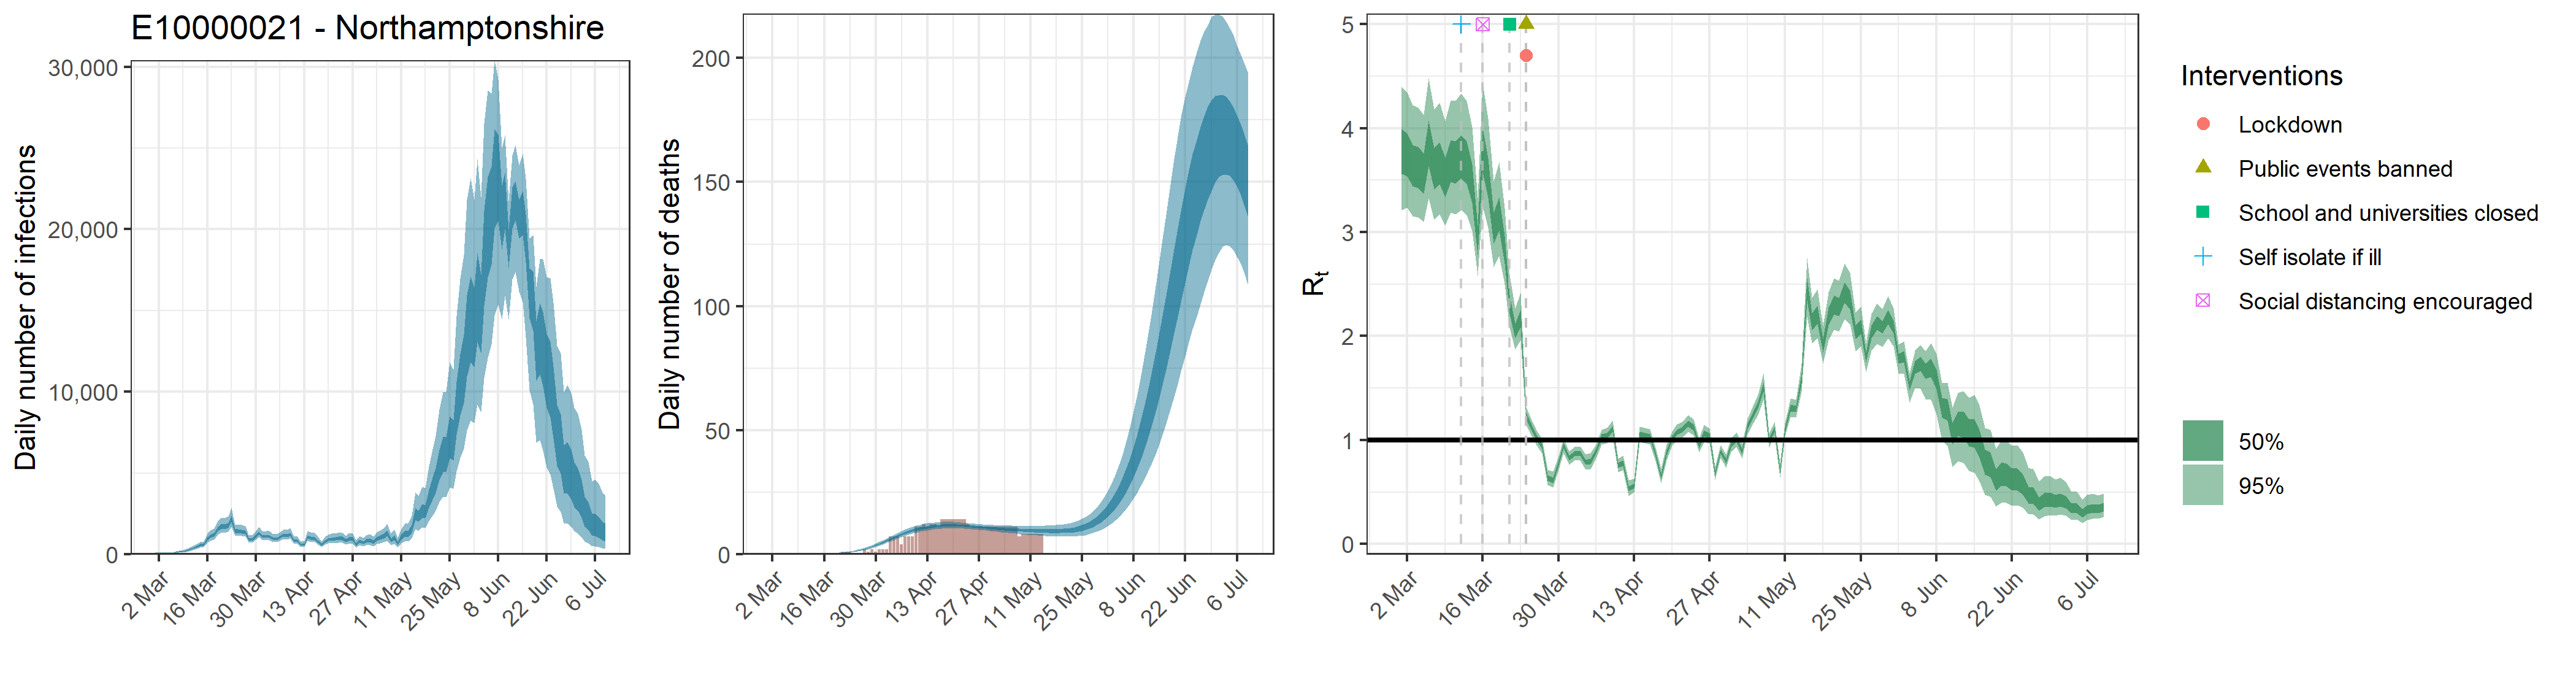 E10000021 - Northamptonshire
Daily number of infections
30,000
20,000
10,000
0
2 Mar
16 Mar
30 Mar
13 Apr
27 Apr
11 May
25 May
8 Jun
22 Jun
6 Jul
Daily number of deaths
200
150
100
50
0
2 Mar
16 Mar
30 Mar
13 Apr
27 Apr
11 May
25 May
8 Jun
22 Jun
6 Jul
Rt
5
4
3
2
1
0
2 Mar
16 Mar
30 Mar
13 Apr
27 Apr
11 May
25 May
8 Jun
22 Jun
6 Jul
Interventions
Lockdown
Public events banned
School and universities closed
Self isolate if ill
Social distancing encouraged
50%
95%